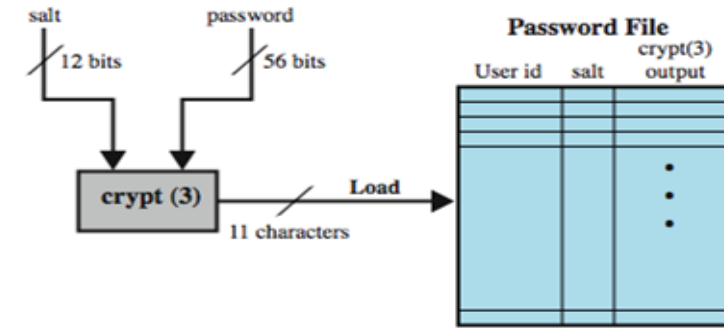 salt
password
12 bits
56 bits
crypt (3)
11 characters
Load
Password File
User id
salt
crypt(3)
output